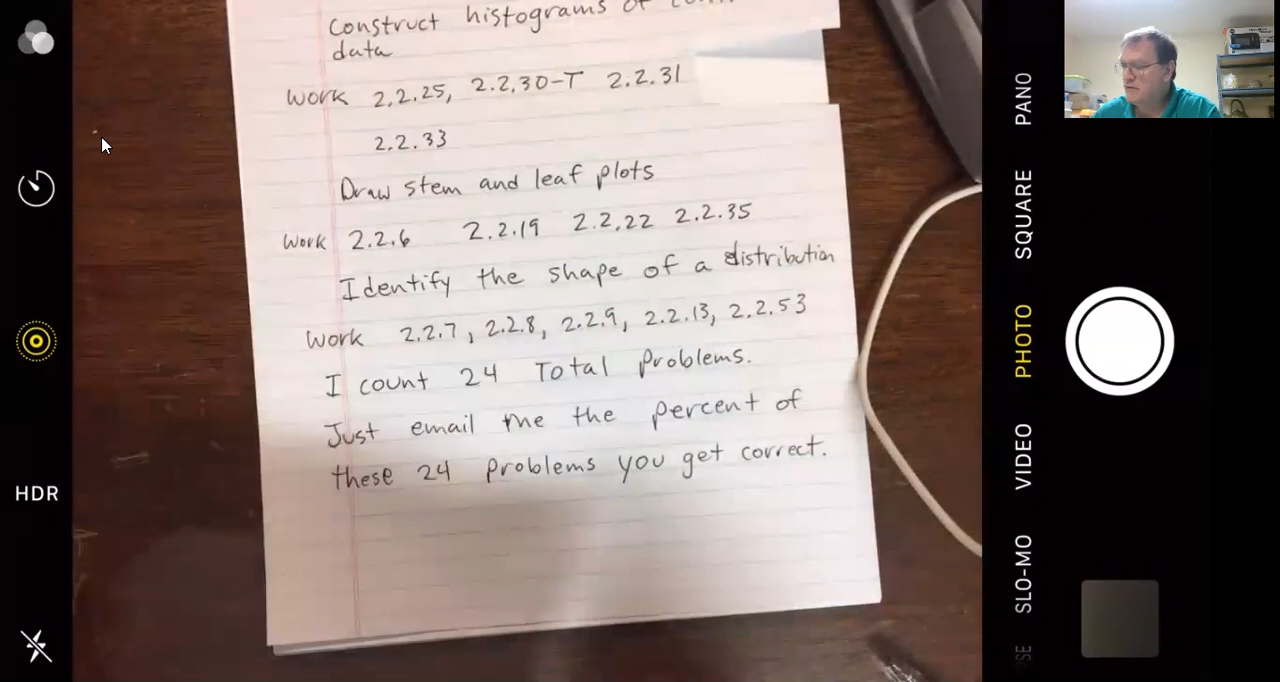 Construct histograms of
data
Work 2.2.25, 2.2.30-T 2.2.31
2.2.33
Draw stem and leaf plots
Work 2.2.6 2.2.19 2.2.22 2.2.35
Identify the shape of a distribution
Work 2.2.7, 2.2.8, 2.2.9, 2.2.13, 2.2.53
I count 24 Total Problems.
Just email me the percent of
these 24 problems you get correct.
HDR
PANO
SQUARE
PHOTO
VIDEO
SLO-MO
SE